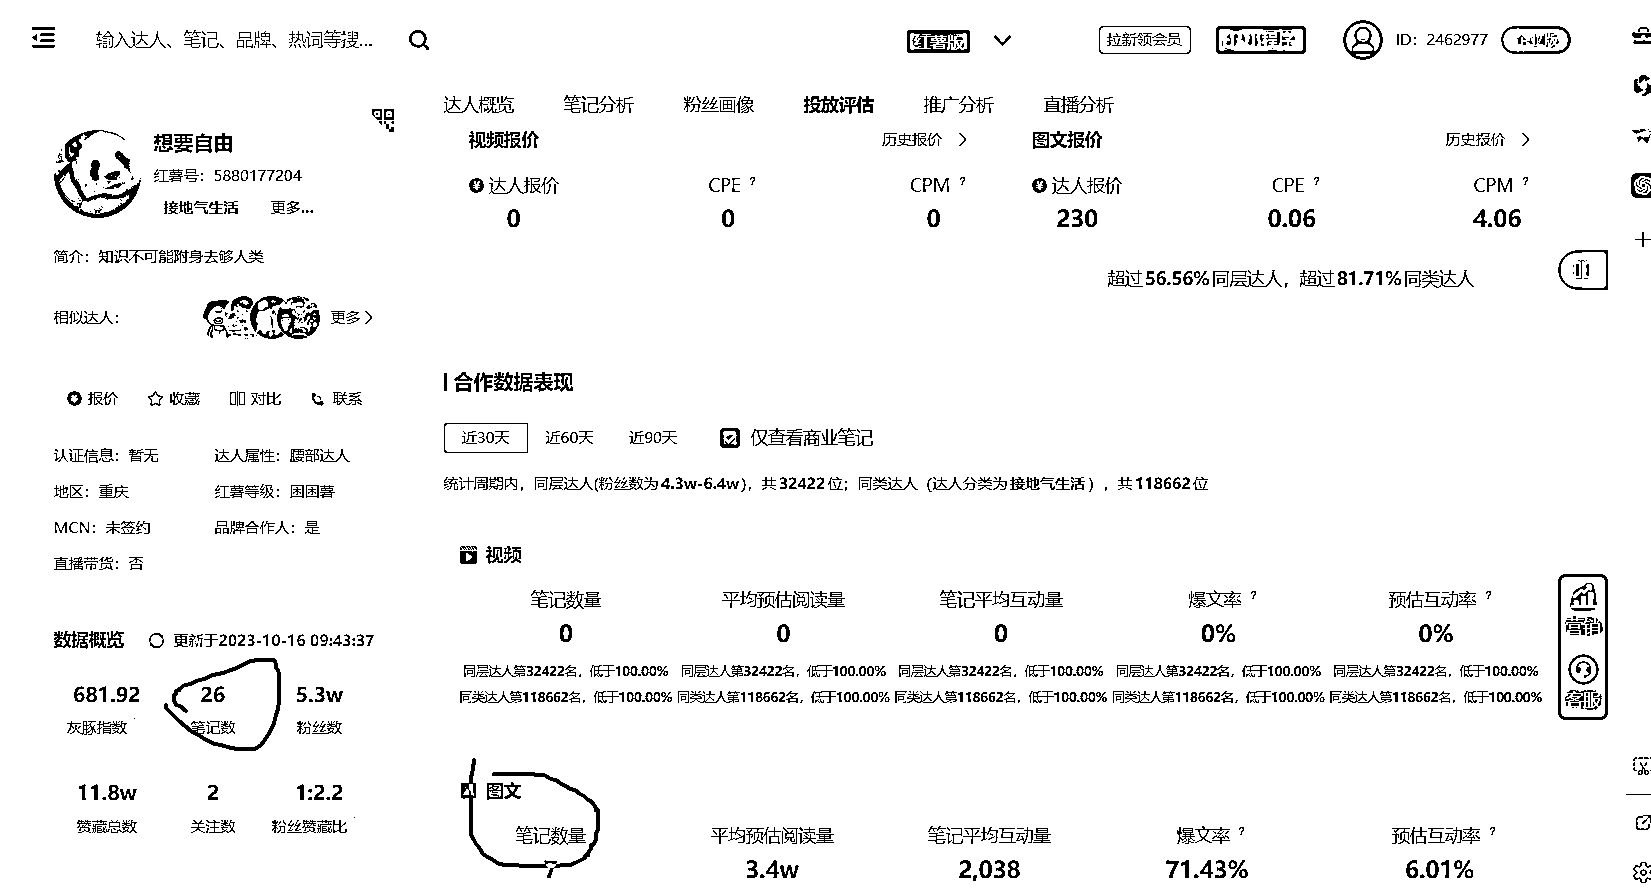 输入达人、笔记、品牌、热词等搜...
红薯版
拉新领会员
ID：2462977
达人概览 笔记分析 粉丝画像 投放评估 推广分析 直播分析
想要自由
红薯号：5880177204
接地气生活 更多...
简介：知识不可能附身去够人类
相似达人： 更多
报价 收藏 对比 联系
认证信息：暂无 达人属性：腰部达人
地区：重庆 红薯等级：困困薯
MCN：未签约 品牌合作人：是
直播带货：否
数据概览 更新于2023-10-16 09:43:37
681.92 26 5.3w
灰豚指数 笔记数 粉丝数
11.8w 2 1:2.2
赞藏总数 关注数 粉丝赞藏比
视频报价 历史报价
达人报价 CPE ? CPM ?
0 0 0
图文报价 历史报价
达人报价 CPE ? CPM ?
230 0.06 4.06
超过56.56%同层达人，超过81.71%同类达人
合作数据表现
近30天 近60天 近90天 仅查看商业笔记
统计周期内，同层达人(粉丝数为4.3w-6.4w)，共32422位；同类达人（达人分类为接地气生活），共118662位
视频
笔记数量 平均预估阅读量 笔记平均互动量 爆文率 ? 预估互动率 ?
0 0 0 0% 0%
同层达人第32422名，低于100.00% 同层达人第32422名，低于100.00% 同层达人第32422名，低于100.00% 同层达人第32422名，低于100.00% 同层达人第32422名，低于100.00%
同类达人第118662名，低于100.00% 同类达人第118662名，低于100.00% 同类达人第118662名，低于100.00% 同类达人第118662名，低于100.00% 同类达人第118662名，低于100.00%
图文
笔记数量 平均预估阅读量 笔记平均互动量 爆文率 ? 预估互动率 ?
7 3.4w 2,038 71.43% 6.01%
营销
客服